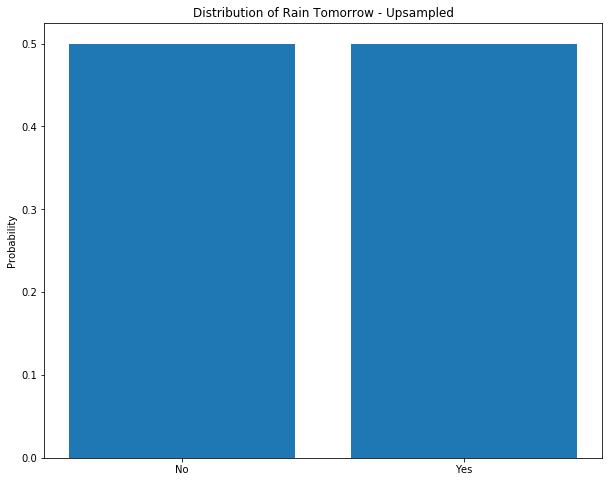 Distribution of Rain Tomorrow - Upsampled
Probability
0.5
0.4
0.3
0.2
0.1
0.0
No Yes